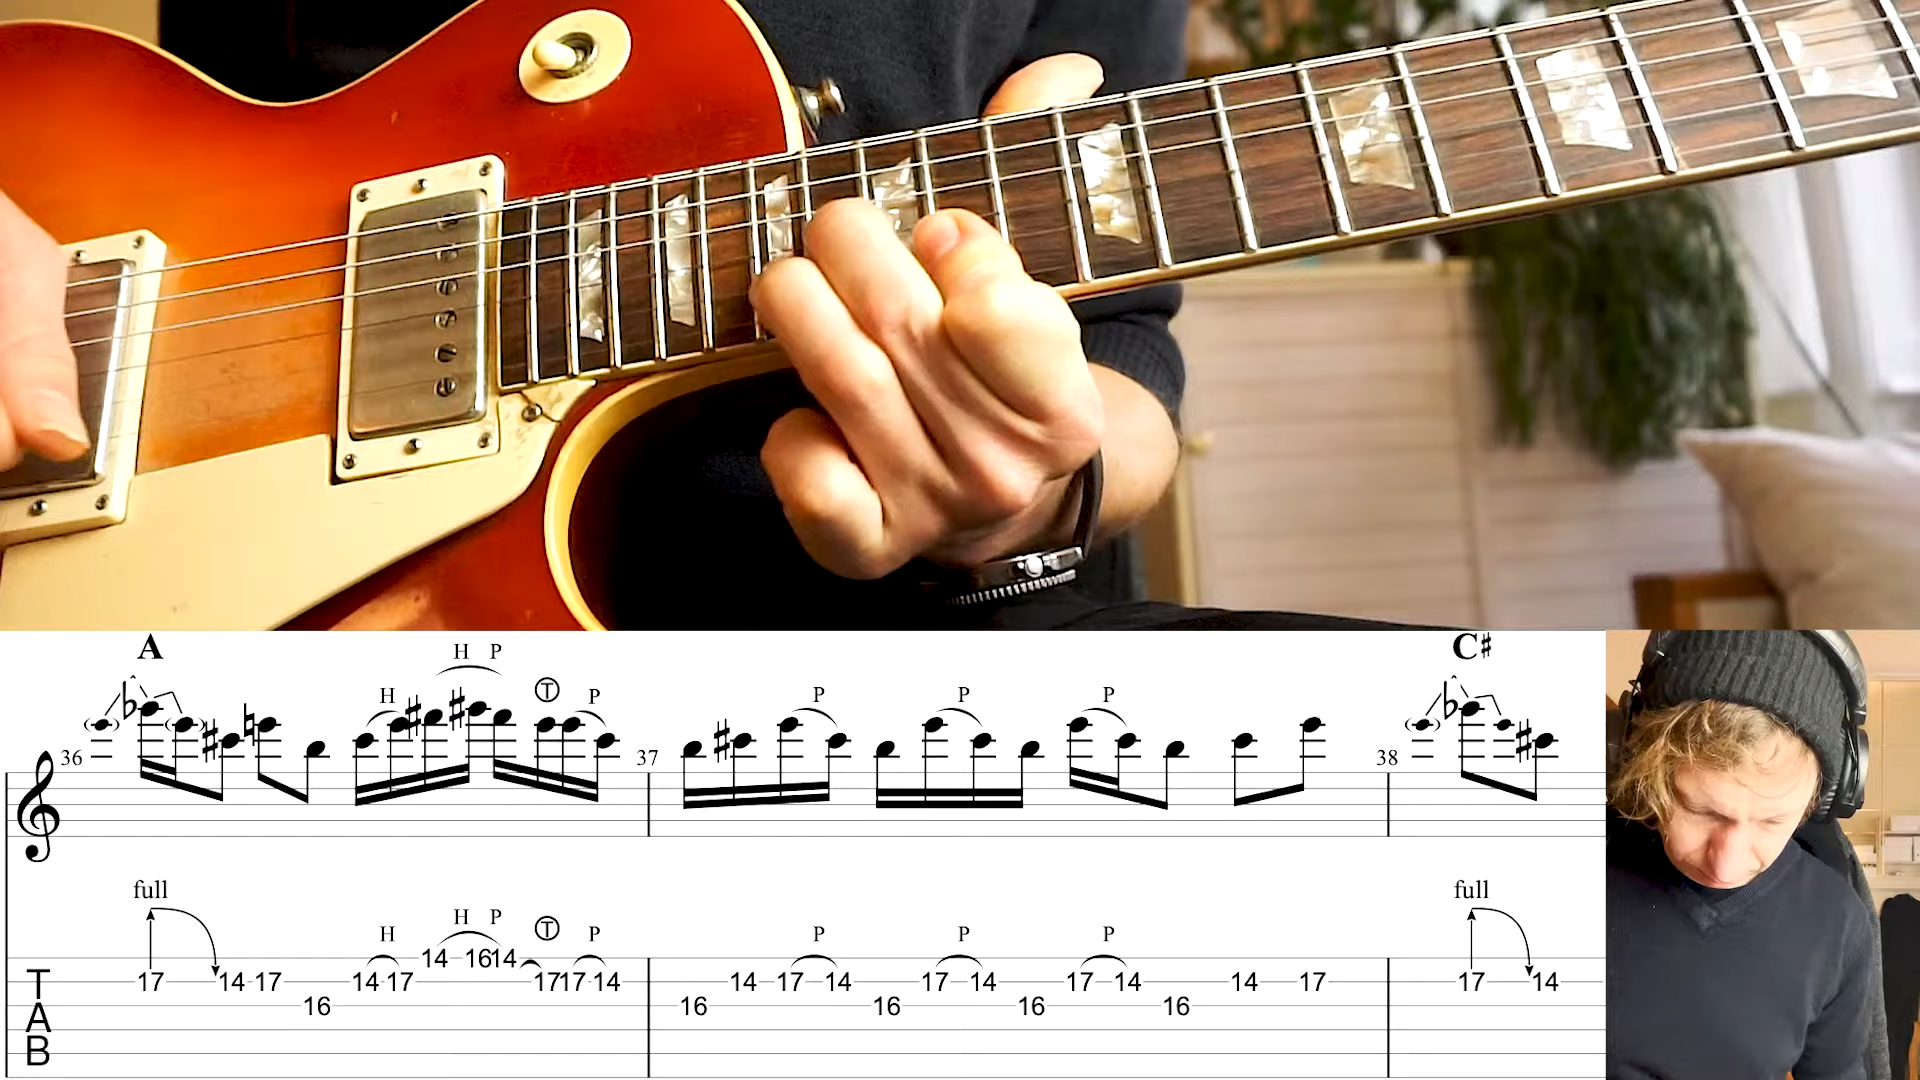 A C♯
H P
H Ⓣ P P P P
36 37 38
full full
H P
H Ⓣ P P P P
14 16 14
17 14 17 14 17 17 17 14 14 17 14 17 14 17 14 14 17 17 14
16 16 16 16 16
T
A
B